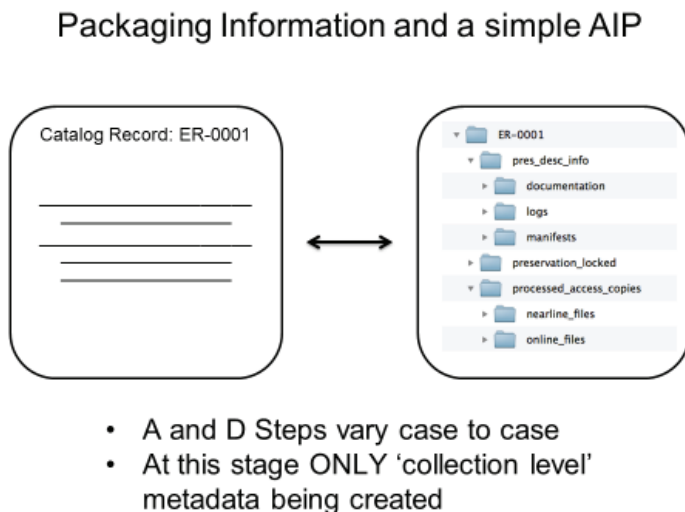 Packaging Information and a simple AIP
Catalog Record: ER-0001
ER-0001
pres_desc_info
documentation
logs
manifests
preservation_locked
processed_access_copies
nearline_files
online_files
• A and D Steps vary case to case
• At this stage ONLY ‘collection level’
metadata being created